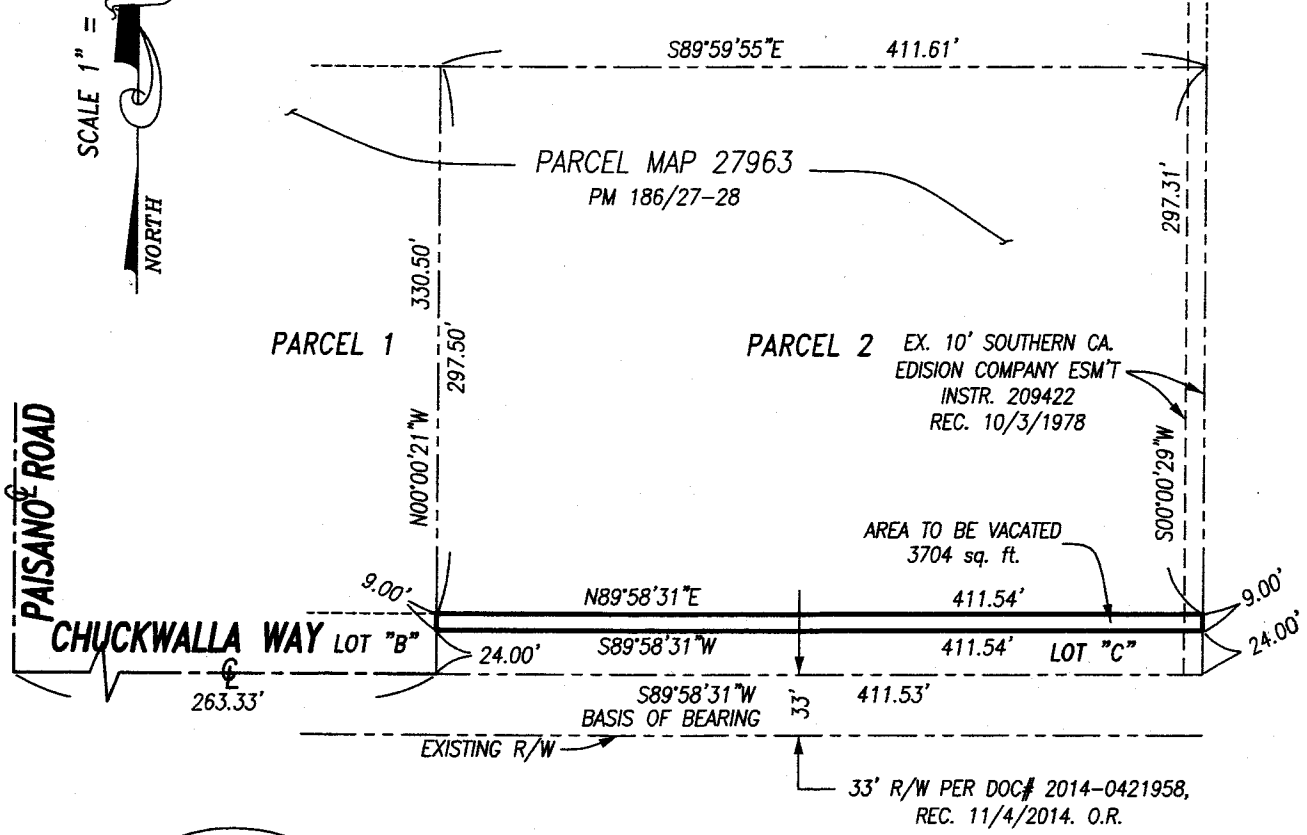 SCALE 1" =
NORTH
S89°59'55"E 411.61'
PARCEL MAP 27963
PM 186/27-28
330.50'
297.50'
N00°00'21"W
297.31'
S00°00'29"W
PARCEL 1
PARCEL 2
EX. 10' SOUTHERN CA.
EDISION COMPANY ESM'T
INSTR. 209422
REC. 10/3/1978
PAISANO ROAD
℄
AREA TO BE VACATED
3704 sq. ft.
9.00'
N89°58'31"E 411.54'
9.00'
CHUCKWALLA WAY LOT "B"
℄
24.00'
S89°58'31"W 411.54'
LOT "C"
24.00'
263.33'
S89°58'31"W 411.53'
BASIS OF BEARING
33'
EXISTING R/W
33' R/W PER DOC# 2014-0421958,
REC. 11/4/2014. O.R.